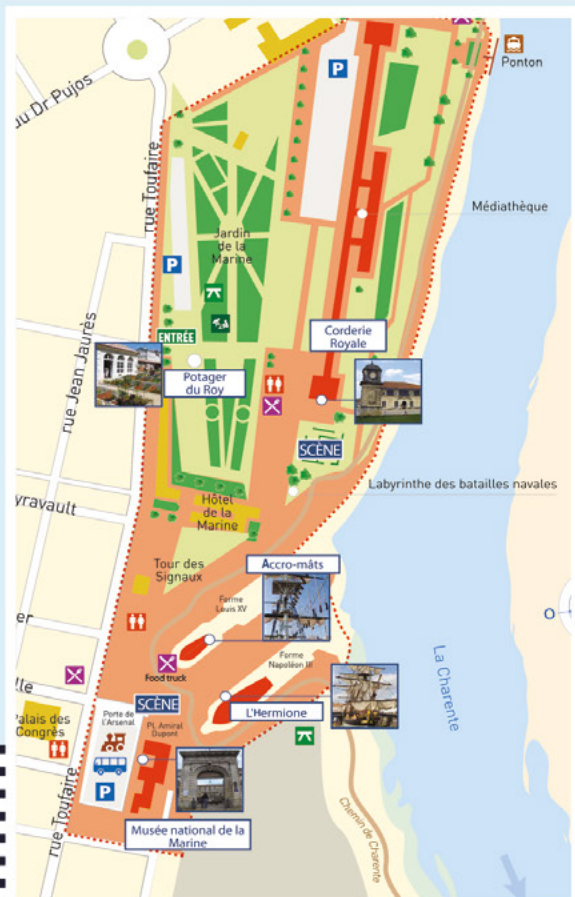 Ponton
u Dr Pujos
P
rue Toufaire
Médiathèque
Jardin
de la
Marine
P
Corderie
Royale
ENTRÉE
rue Jean Jaurès
Potager
du Roy
SCÈNE
Labyrinthe des batailles navales
yravault
Hôtel
de la
Marine
Tour des
Signaux
Accro-mâts
Forme
Louis XV
er
O
La Charente
Forme
Napoléon III
Food truck
lle
SCÈNE
L'Hermione
Palais des
Congrès
Porte de
l'Arsenal
Pl. Amiral
Dupont
P
Chemin de Charente
rue Toufaire
Musée national de la
Marine